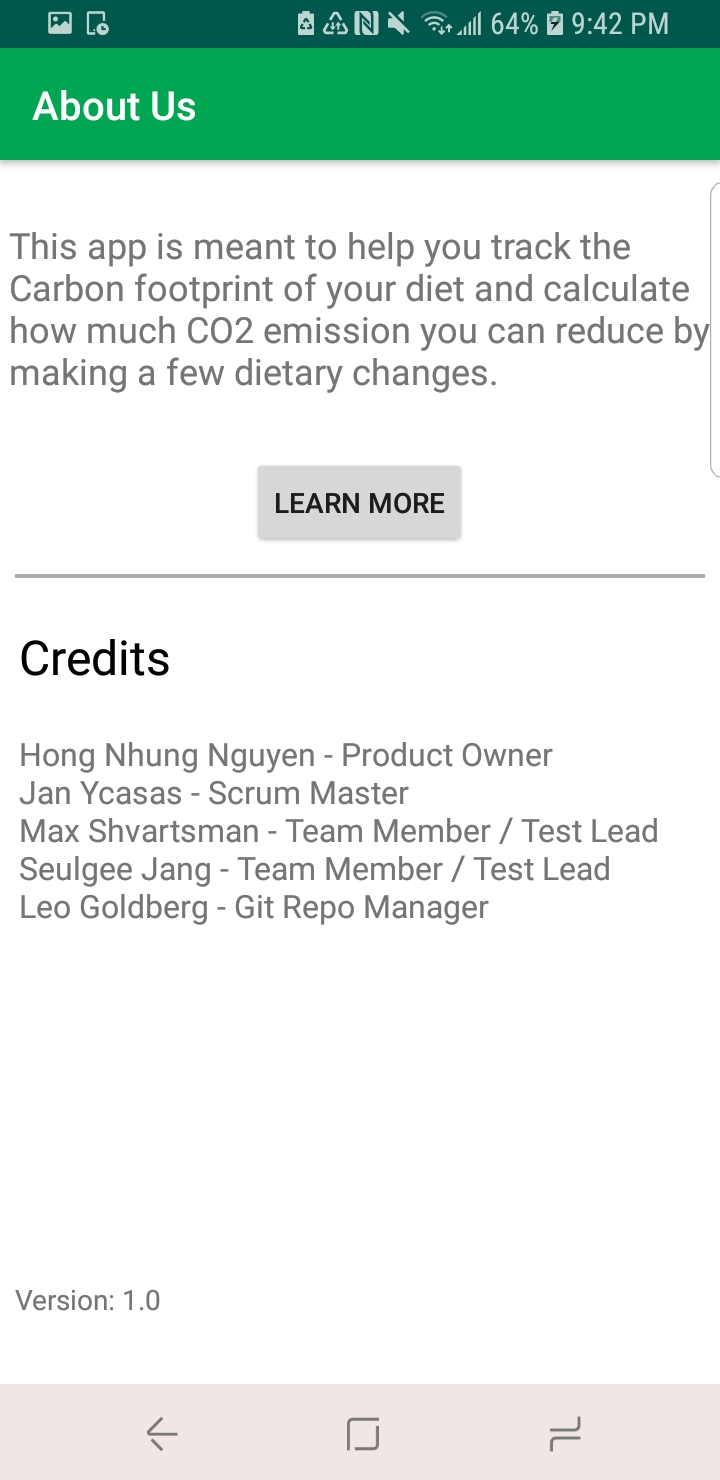 64% 9:42 PM
About Us
This app is meant to help you track the
Carbon footprint of your diet and calculate
how much CO2 emission you can reduce by
making a few dietary changes.
LEARN MORE
Credits
Hong Nhung Nguyen - Product Owner
Jan Ycasas - Scrum Master
Max Shvartsman - Team Member / Test Lead
Seulgee Jang - Team Member / Test Lead
Leo Goldberg - Git Repo Manager
Version: 1.0